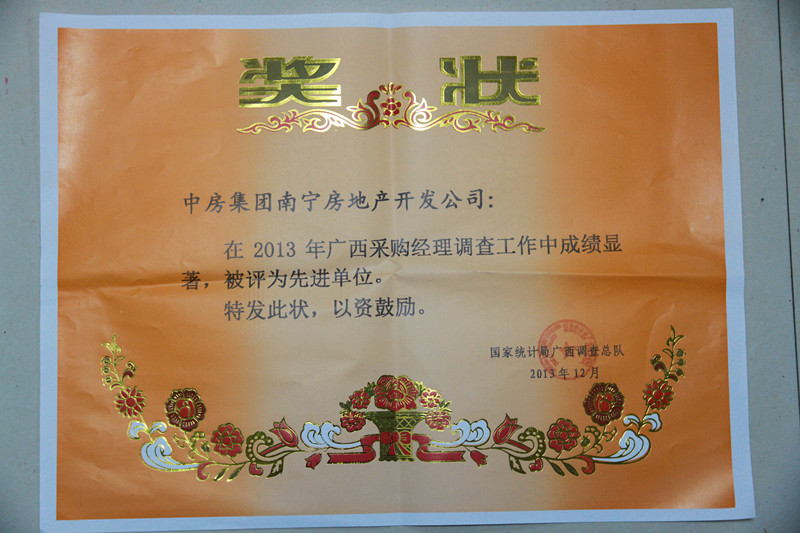 奖状
中房集团南宁房地产开发公司:
在 2013 年广西采购经理调查工作中成绩显
著，被评为先进单位。
特发此状，以资鼓励。
国家统计局广西调查总队
2013 年 12 月